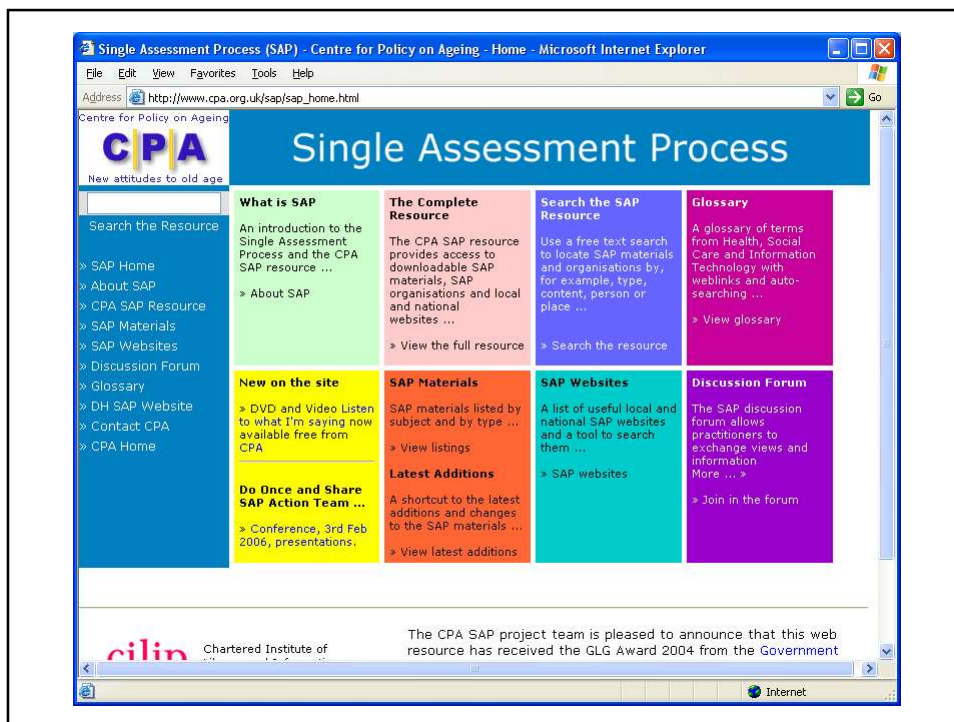 Single Assessment Process (SAP) - Centre for Policy on Ageing - Home - Microsoft Internet Explorer
File Edit View Favorites Tools Help
Address http://www.cpa.org.uk/sap/sap_home.html Go
Centre for Policy on Ageing
CPA
New attitudes to old age
Single Assessment Process
Search the Resource
» SAP Home
» About SAP
» CPA SAP Resource
» SAP Materials
» SAP Websites
» Discussion Forum
» Glossary
» DH SAP Website
» Contact CPA
» CPA Home
What is SAP
An introduction to the
Single Assessment
Process and the CPA
SAP resource ...
» About SAP
The Complete
Resource
The CPA SAP resource
provides access to
downloadable SAP
materials, SAP
organisations and local
and national
websites ...
» View the full resource
Search the SAP
Resource
Use a free text search
to locate SAP materials
and organisations by,
for example, type,
content, person or
place ...
» Search the resource
Glossary
A glossary of terms
from Health, Social
Care and Information
Technology with
weblinks and auto-
searching ...
» View glossary
New on the site
» DVD and Video Listen
to what I'm saying now
available free from
CPA
Do Once and Share
SAP Action Team ...
» Conference, 3rd Feb
2006, presentations.
SAP Materials
SAP materials listed by
subject and by type ...
» View listings
Latest Additions
A shortcut to the latest
additions and changes
to the SAP materials ...
» View latest additions
SAP Websites
A list of useful local and
national SAP websites
and a tool to search
them ...
» SAP websites
Discussion Forum
The SAP discussion
forum allows
practitioners to
exchange views and
information
More ... »
» Join in the forum
cilip
Chartered Institute of
The CPA SAP project team is pleased to announce that this web
resource has received the GLG Award 2004 from the Government
Internet